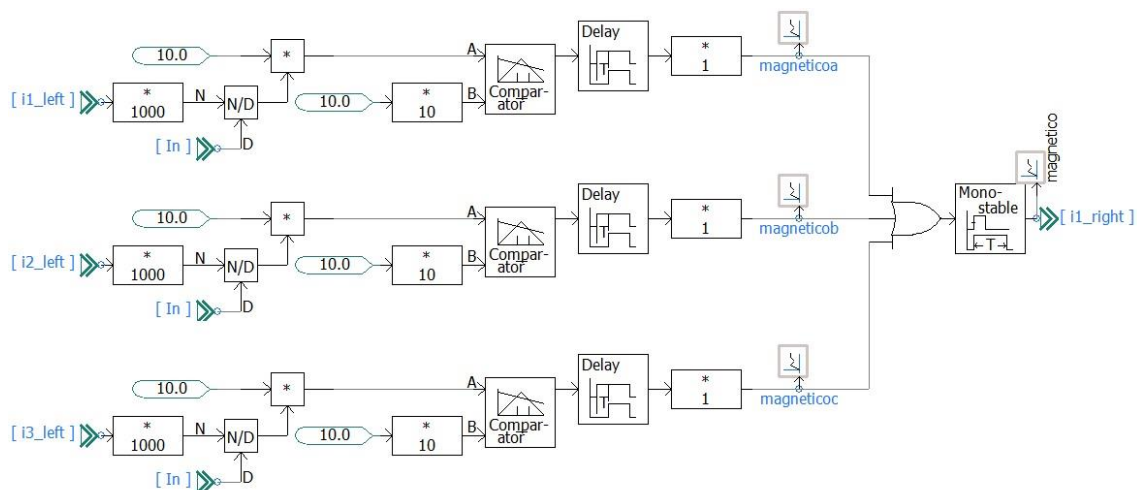 10.0
*
A
Delay
T
*
1
magneticoa
[ i1_left ]
*
1000
N
N/D
10.0
*
10
B
Compar-
ator
[ In ]
D
magnetico
10.0
*
A
Delay
T
*
1
magneticob
Mono-
stable
T
[ i1_right ]
[ i2_left ]
*
1000
N
N/D
10.0
*
10
B
Compar-
ator
[ In ]
D
10.0
*
A
Delay
T
*
1
magneticoc
[ i3_left ]
*
1000
N
N/D
10.0
*
10
B
Compar-
ator
[ In ]
D